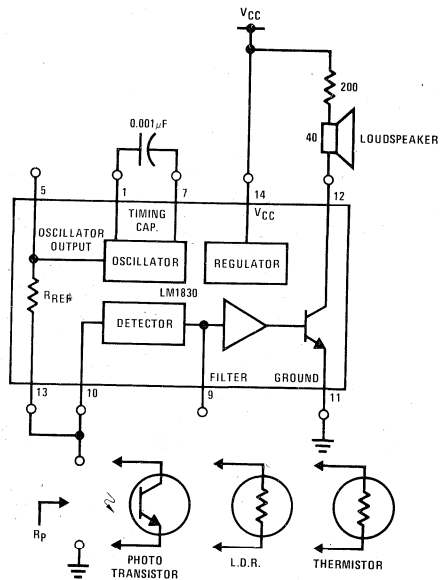 VCC
200
40
LOUDSPEAKER
0.001µF
5
1
7
14
12
TIMING
CAP.
VCC
OSCILLATOR
OUTPUT
OSCILLATOR
REGULATOR
RREF
LM1830
DETECTOR
FILTER
GROUND
13
10
9
11
RP
PHOTO
TRANSISTOR
L.D.R.
THERMISTOR